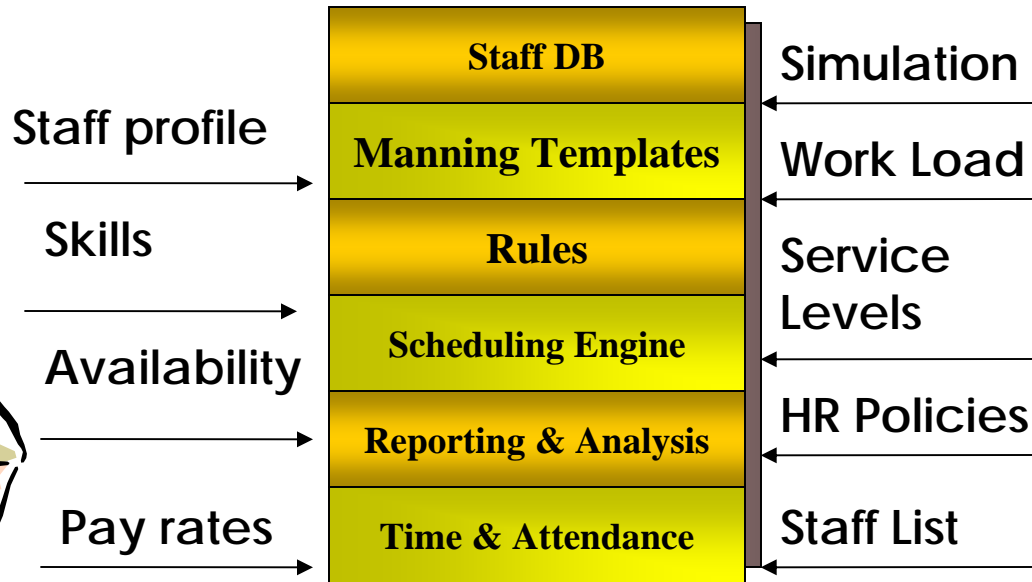 Staff profile
Skills
Availability
Pay rates
Staff DB
Manning Templates
Rules
Scheduling Engine
Reporting & Analysis
Time & Attendance
Simulation
Work Load
Service
Levels
HR Policies
Staff List